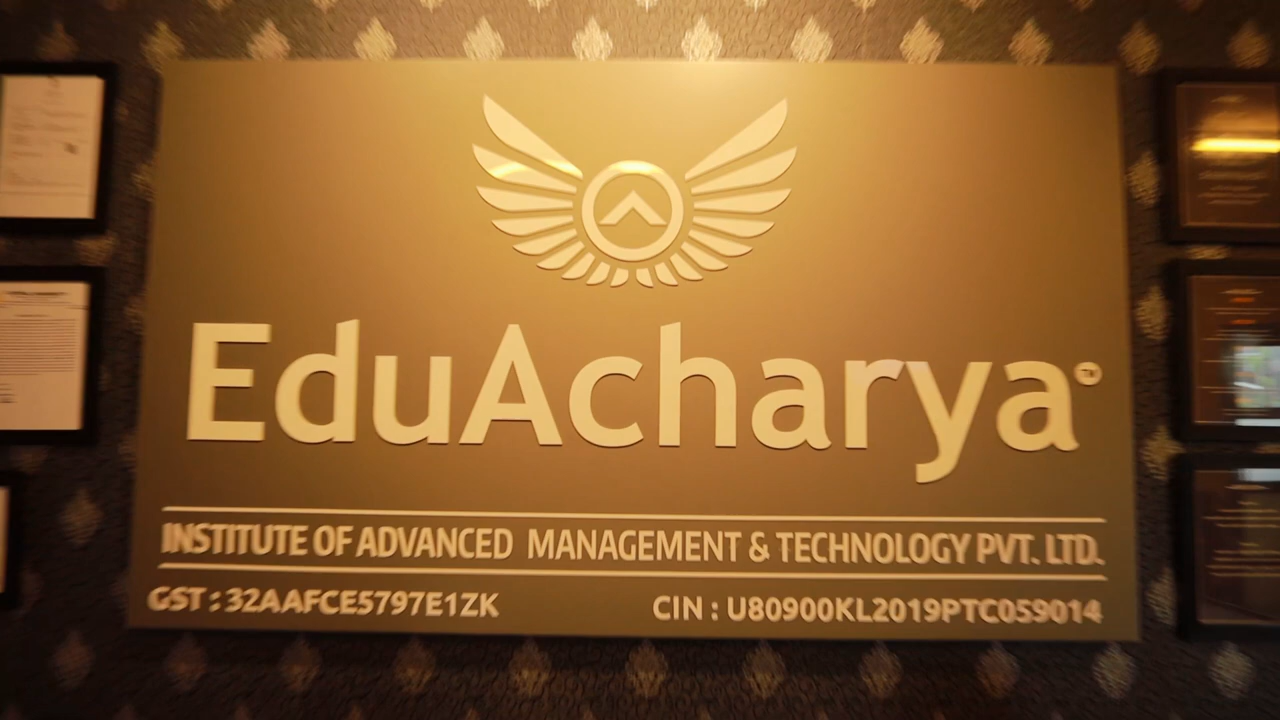 EduAcharya™
INSTITUTE OF ADVANCED MANAGEMENT & TECHNOLOGY PVT. LTD.
GST : 32AAFCE5797E1ZK
CIN : U80900KL2019PTC059014